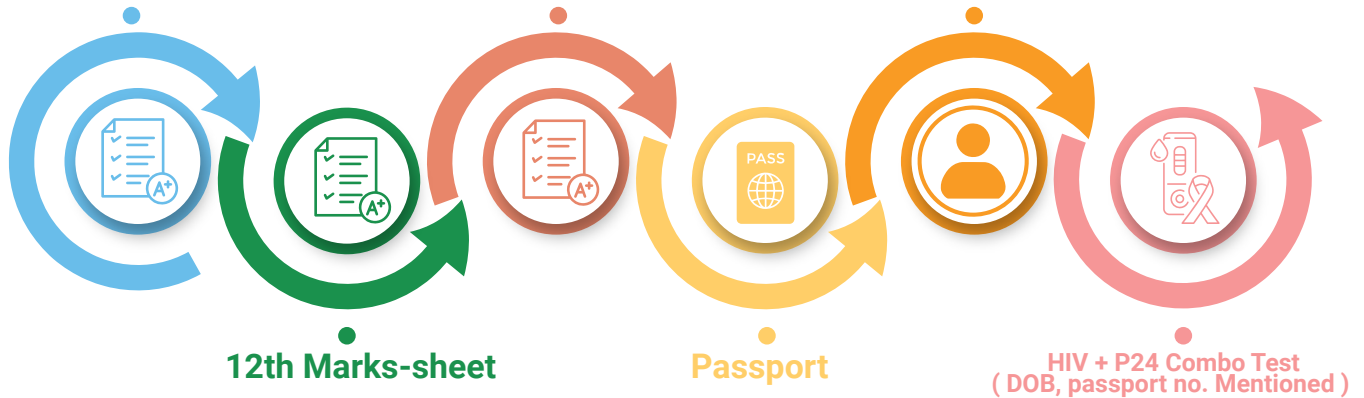 A+
A+
A+
PASS
12th Marks-sheet
Passport
HIV + P24 Combo Test
( DOB, passport no. Mentioned )